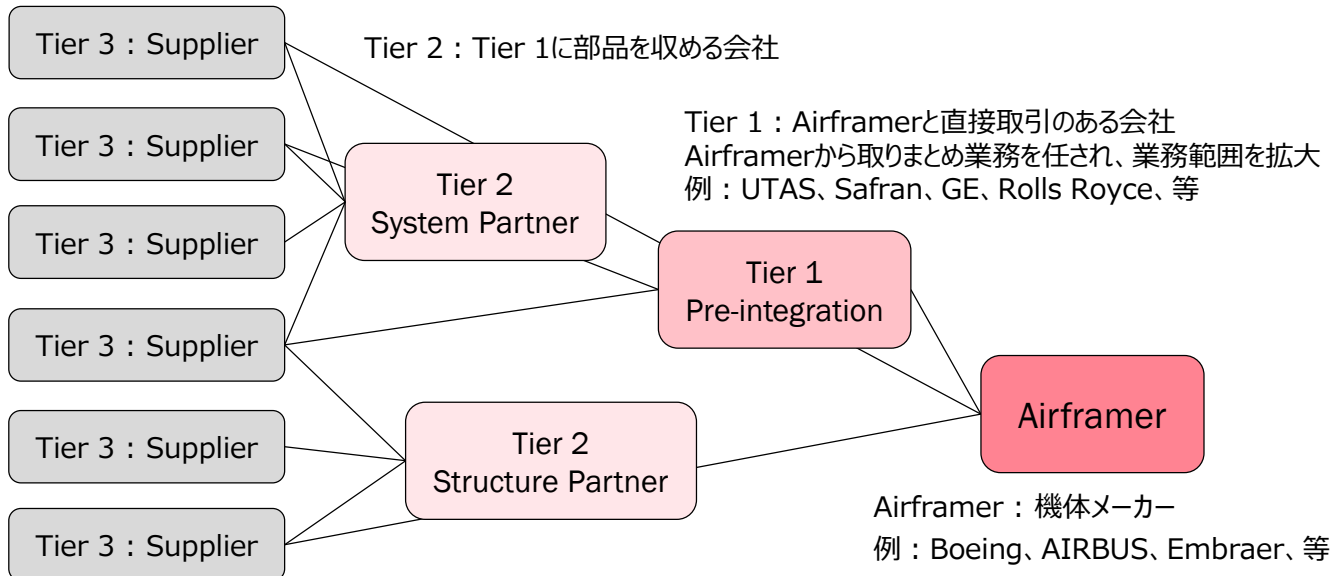 Tier 3：Supplier
Tier 3：Supplier
Tier 3：Supplier
Tier 3：Supplier
Tier 3：Supplier
Tier 3：Supplier
Tier 2：Tier 1に部品を収める会社
Tier 2
System Partner
Tier 2
Structure Partner
Tier 1：Airframerと直接取引のある会社
Airframerから取りまとめ業務を任され、業務範囲を拡大
例：UTAS、Safran、GE、Rolls Royce、等
Tier 1
Pre-integration
Airframer
Airframer：機体メーカー
例：Boeing、AIRBUS、Embraer、等